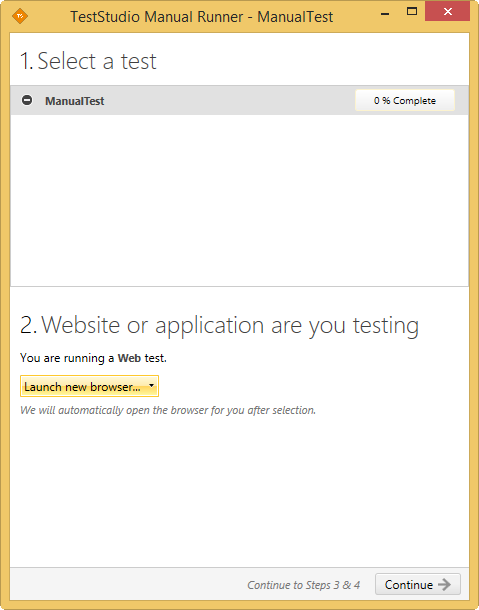 TestStudio Manual Runner - ManualTest
1. Select a test
ManualTest
0 % Complete
2. Website or application are you testing
You are running a Web test.
Launch new browser...
We will automatically open the browser for you after selection.
Continue to Steps 3 & 4
Continue